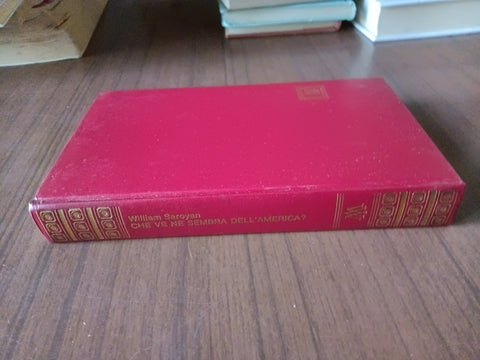 William Saroyan
CHE VE NE SEMBRA DELL'AMERICA?